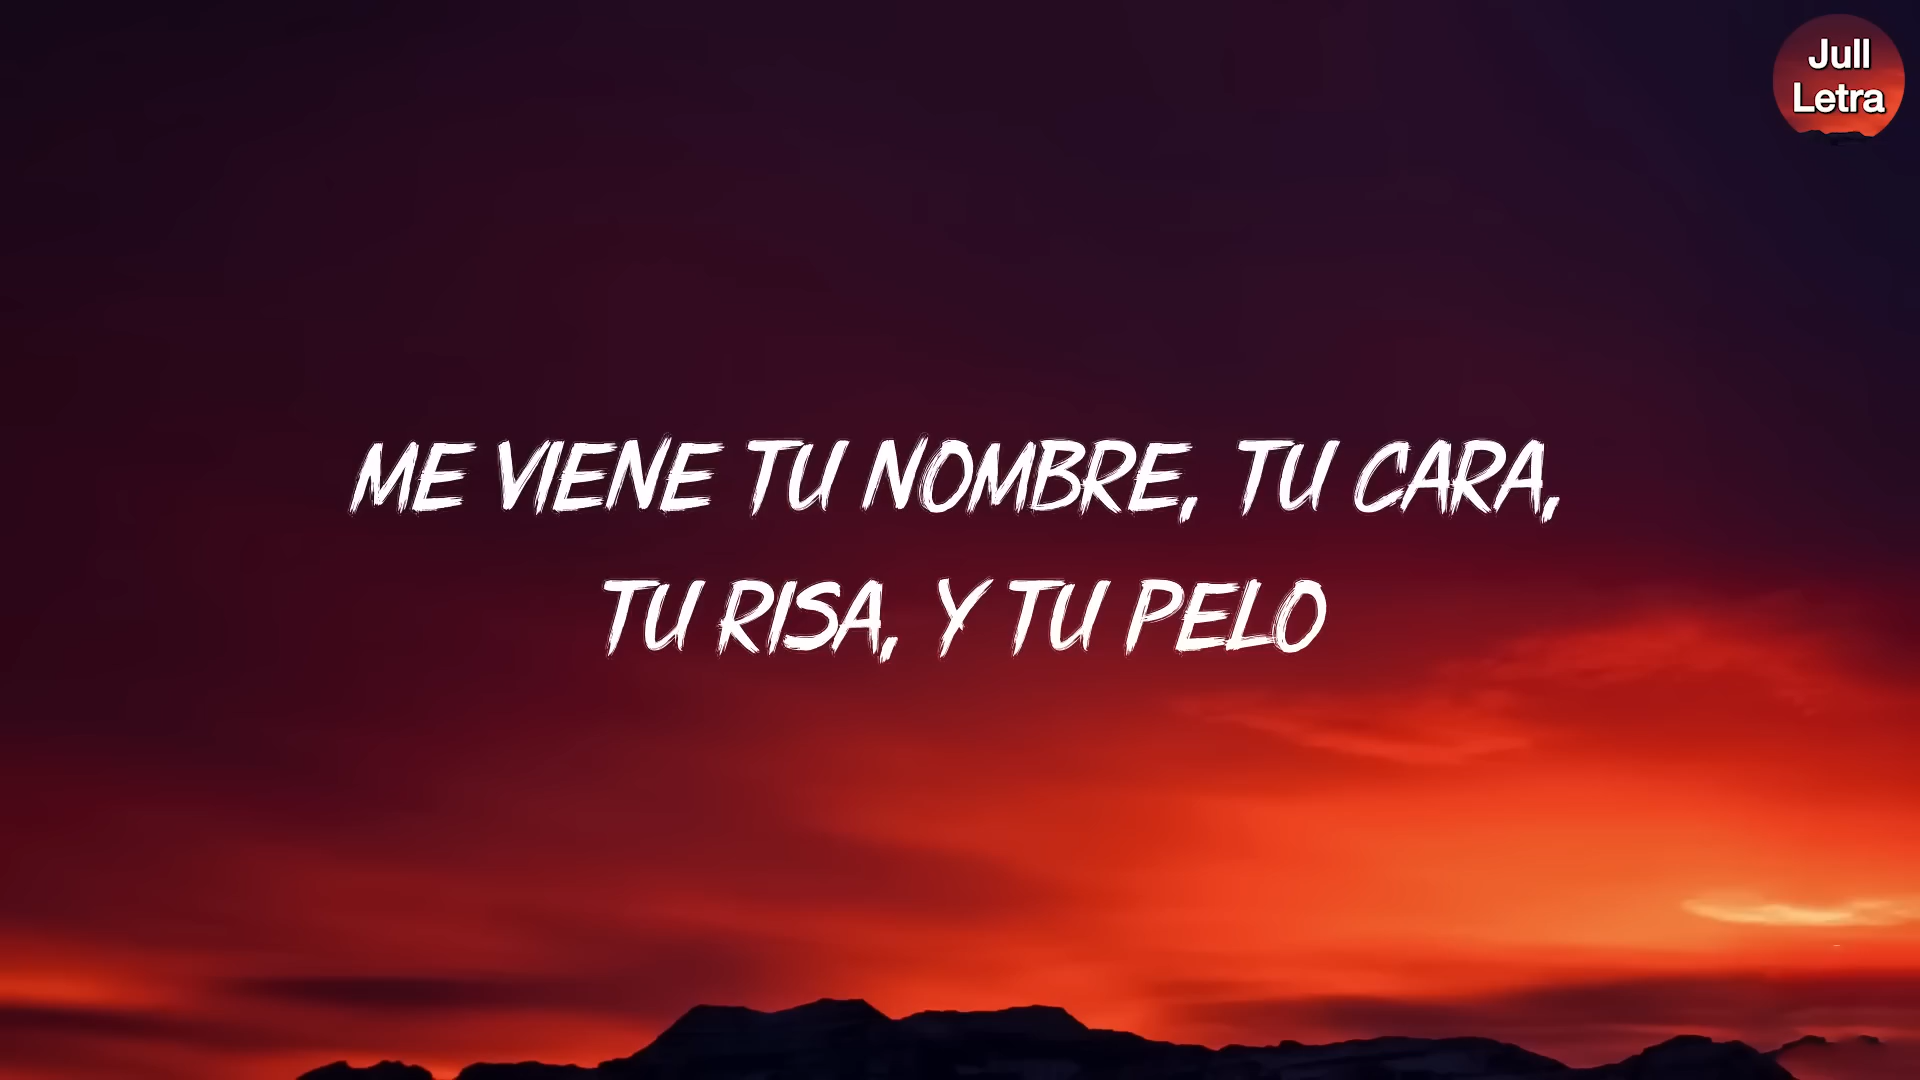 Jull
Letra
ME VIENE TU NOMBRE, TU CARA,
TU RISA, Y TU PELO